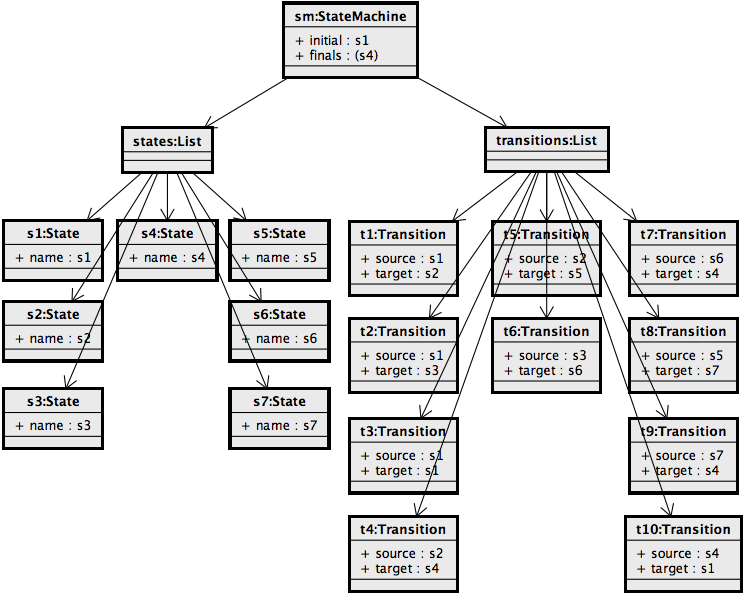 sm:StateMachine
+ initial : s1
+ finals : (s4)
states:List
transitions:List
s1:State
+ name : s1
s4:State
+ name : s4
s5:State
+ name : s5
s2:State
+ name : s2
s6:State
+ name : s6
s3:State
+ name : s3
s7:State
+ name : s7
t1:Transition
+ source : s1
+ target : s2
t5:Transition
+ source : s2
+ target : s5
t7:Transition
+ source : s6
+ target : s4
t2:Transition
+ source : s1
+ target : s3
t6:Transition
+ source : s3
+ target : s6
t8:Transition
+ source : s5
+ target : s7
t3:Transition
+ source : s1
+ target : s1
t9:Transition
+ source : s7
+ target : s4
t4:Transition
+ source : s2
+ target : s4
t10:Transition
+ source : s4
+ target : s1